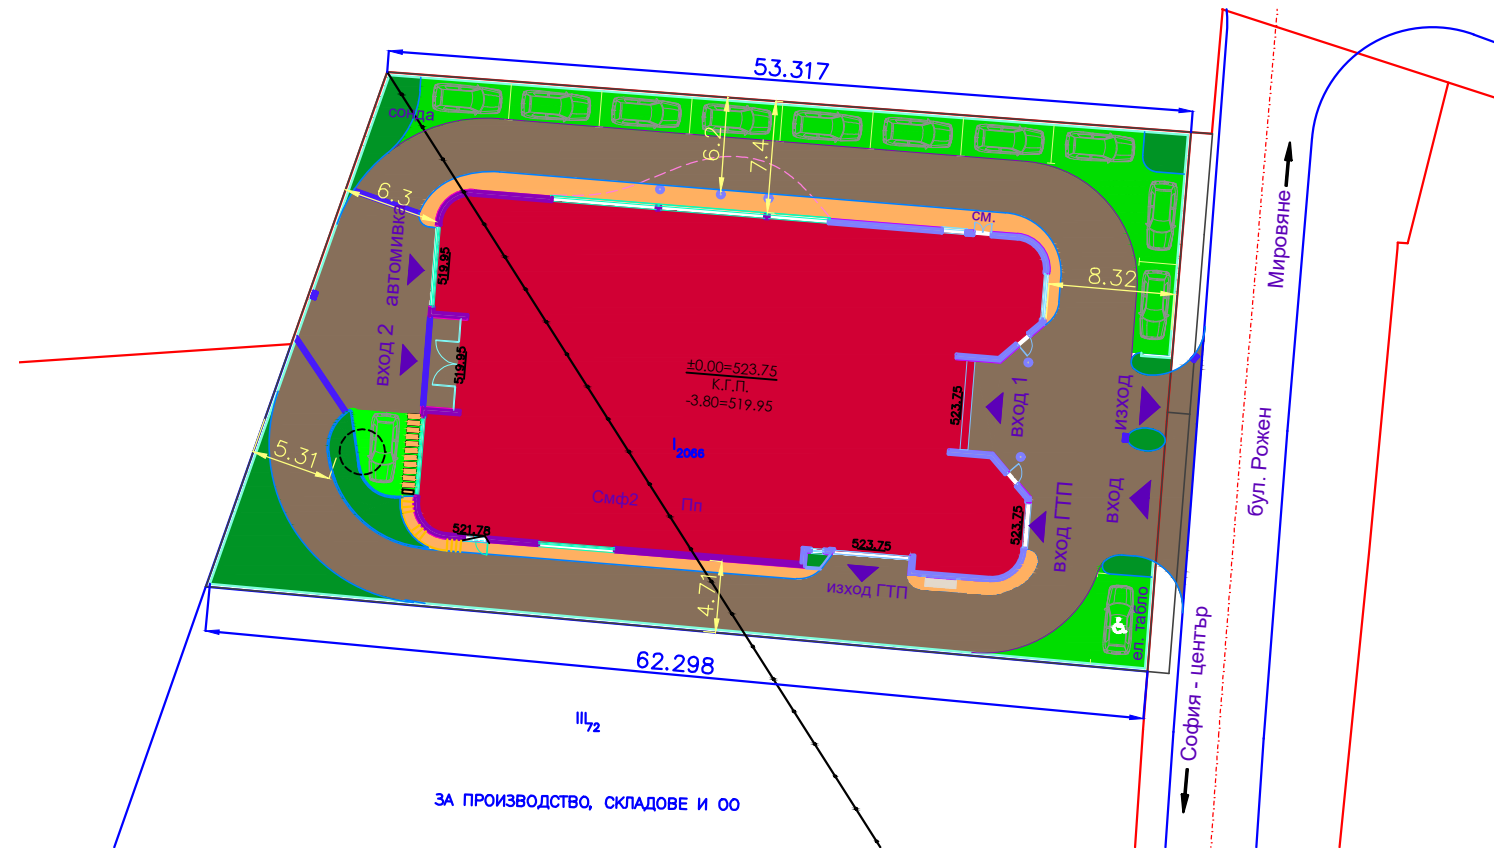 53.317
сонда
6.2
7.4
6.3
см.
8.32
автомивка
519.95
вход 2
519.95
±0,00=523.75
К.Г.П.
-3.80=519.95
523.75
вход 1
изход
Мировяне
бул. Рожен
I2066
5.31
Смф2
Пл
вход
вход ГТП
523.75
521.78
523.75
изход ГТП
4.71
ел. табло
София - център
62.298
III72
ЗА ПРОИЗВОДСТВО, СКЛАДОВЕ И ОО